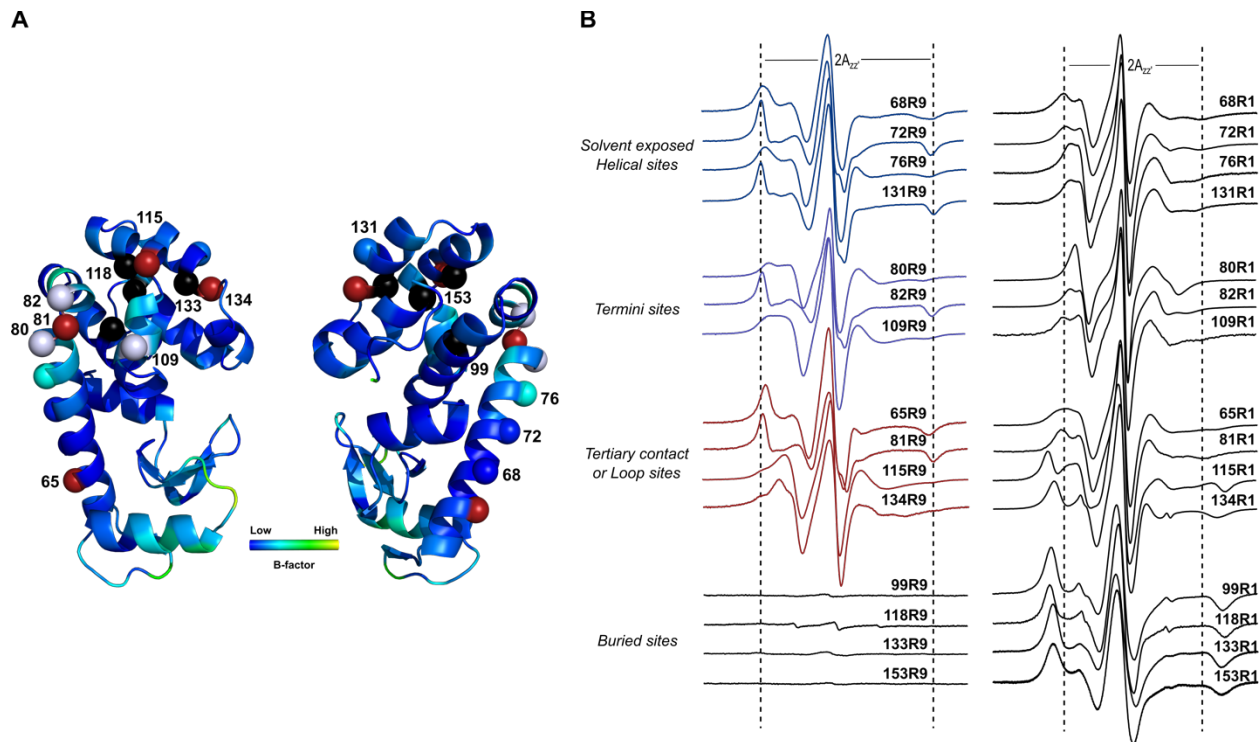 A
115
118
82
81
80
133
134
109
65
131
153
99
76
72
68
Low High
B-factor
B
2Azz'
68R9
72R9
76R9
131R9
Solvent exposed
Helical sites
80R9
82R9
109R9
Termini sites
65R9
81R9
115R9
134R9
Tertiary contact
or Loop sites
99R9
118R9
133R9
153R9
Buried sites
2Azz'
68R1
72R1
76R1
131R1
80R1
82R1
109R1
65R1
81R1
115R1
134R1
99R1
118R1
133R1
153R1